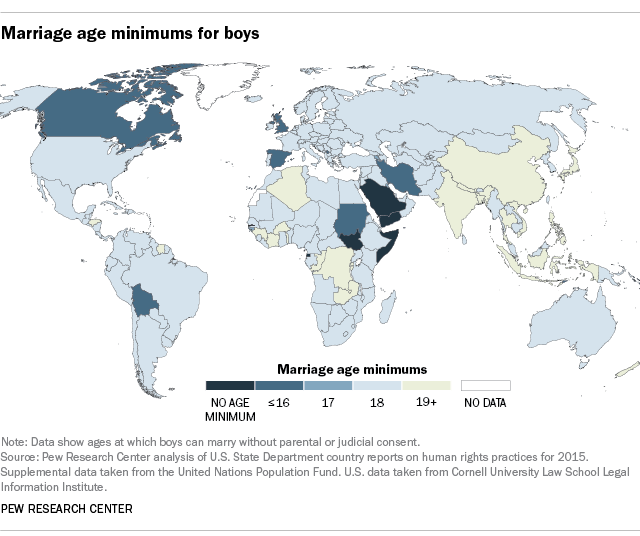 Marriage age minimums for boys
Marriage age minimums
NO AGE MINIMUM
≤16
17
18
19+
NO DATA
Note: Data show ages at which boys can marry without parental or judicial consent.
Source: Pew Research Center analysis of U.S. State Department country reports on human rights practices for 2015.
Supplemental data taken from the United Nations Population Fund. U.S. data taken from Cornell University Law School Legal
Information Institute.
PEW RESEARCH CENTER